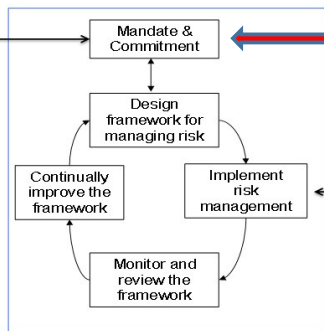 Mandate &
Commitment
Design
framework for
managing risk
Continually
improve the
framework
Implement
risk
management
Monitor and
review the
framework